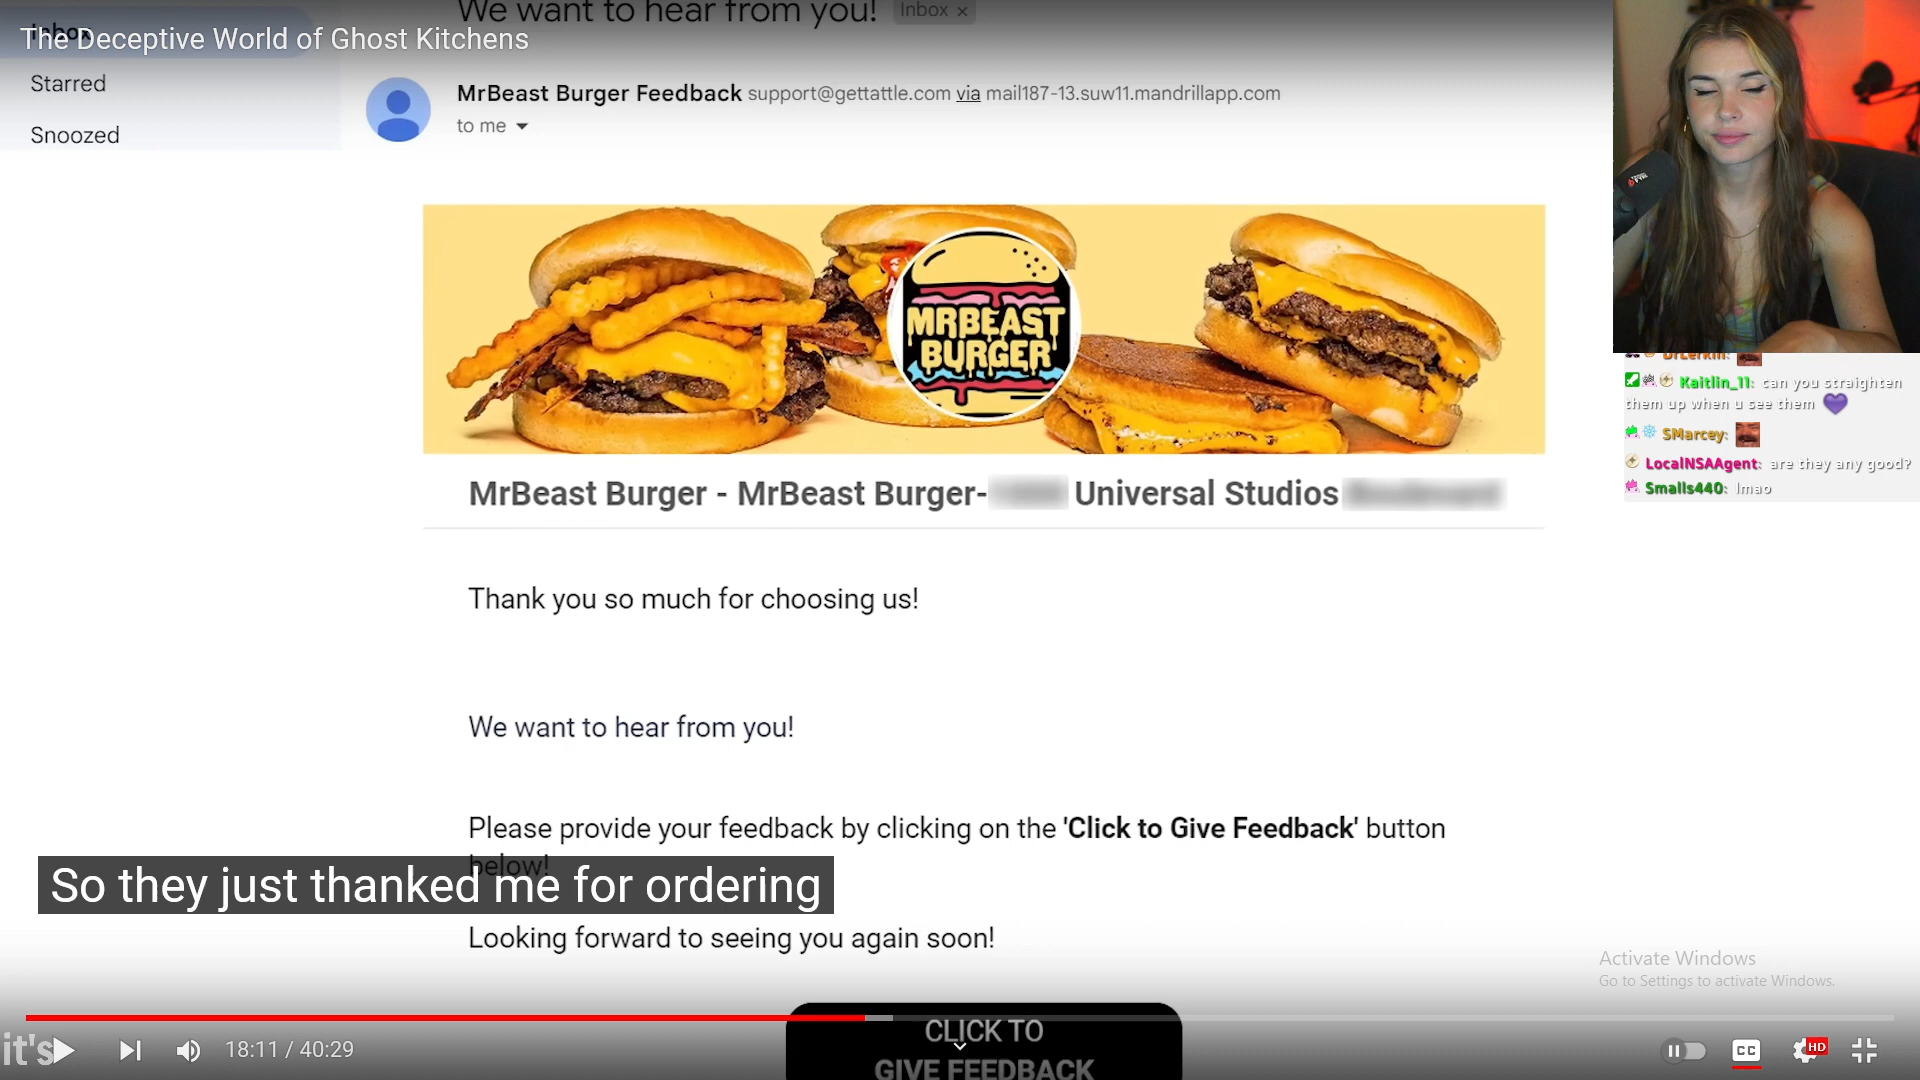 We want to hear from you! Inbox ×
Inbox
The Deceptive World of Ghost Kitchens
Starred
Snoozed
MrBeast Burger Feedback support@gettattle.com via mail187-13.suw11.mandrillapp.com
to me
MRBEAST
BURGER
MrBeast Burger - MrBeast Burger- Universal Studios
Thank you so much for choosing us!
We want to hear from you!
Please provide your feedback by clicking on the 'Click to Give Feedback' button
below!
So they just thanked me for ordering
Looking forward to seeing you again soon!
CLICK TO
GIVE FEEDBACK
it's
18:11 / 40:29
CC
HD
DrLerkin:
Kaitlin_11: can you straighten
them up when u see them
SMarcey:
LocalNSAAgent: are they any good?
Smalls440: lmao
Activate Windows
Go to Settings to activate Windows.